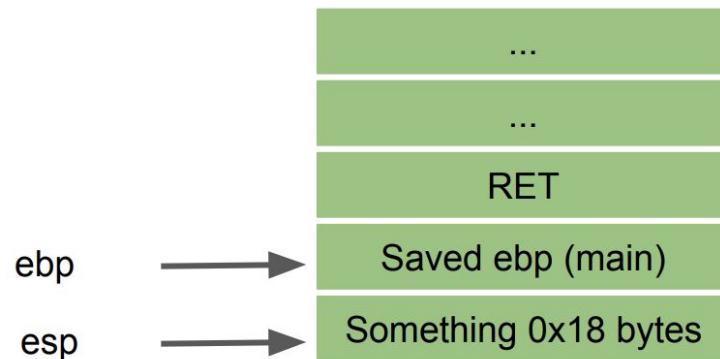 ...
...
RET
ebp
Saved ebp (main)
esp
Something 0x18 bytes